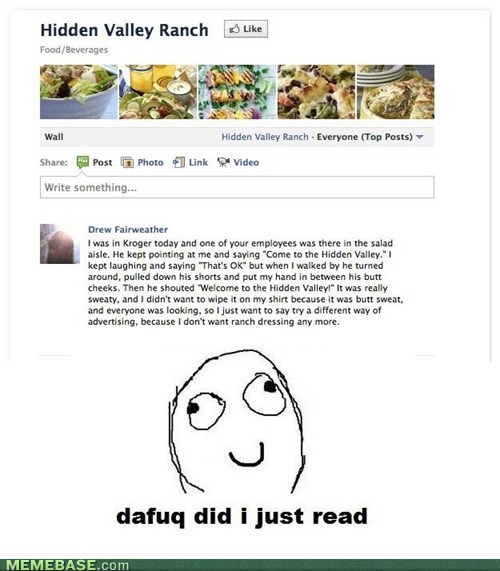 Hidden Valley Ranch Like
Food/Beverages
Wall Hidden Valley Ranch · Everyone (Top Posts)
Share: Post Photo Link Video
Write something...
Drew Fairweather
I was in Kroger today and one of your employees was there in the salad
aisle. He kept pointing at me and saying "Come to the Hidden Valley." I
kept laughing and saying "That's OK" but when I walked by he turned
around, pulled down his shorts and put my hand in between his butt
cheeks. Then he shouted "Welcome to the Hidden Valley!" It was really
sweaty, and I didn't want to wipe it on my shirt because it was butt sweat,
and everyone was looking, so I just want to say try a different way of
advertising, because I don't want ranch dressing any more.
dafuq did i just read
MEMEBASE.com